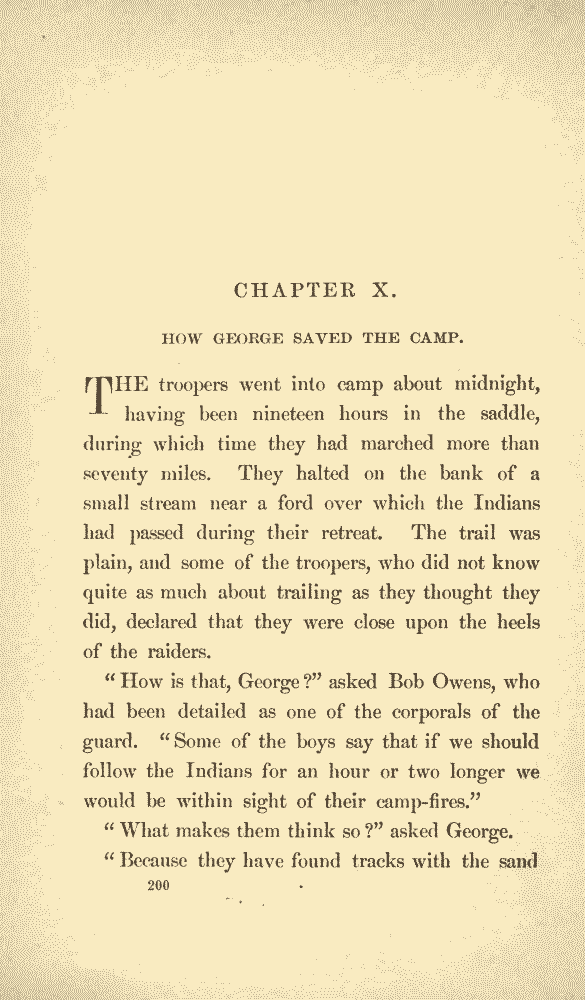 CHAPTER X.
HOW GEORGE SAVED THE CAMP.
THE troopers went into camp about midnight,
having been nineteen hours in the saddle,
during which time they had marched more than
seventy miles. They halted on the bank of a
small stream near a ford over which the Indians
had passed during their retreat. The trail was
plain, and some of the troopers, who did not know
quite as much about trailing as they thought they
did, declared that they were close upon the heels
of the raiders.
“How is that, George?” asked Bob Owens, who
had been detailed as one of the corporals of the
guard. “Some of the boys say that if we should
follow the Indians for an hour or two longer we
would be within sight of their camp-fires.”
“What makes them think so?” asked George.
“Because they have found tracks with the sand
200